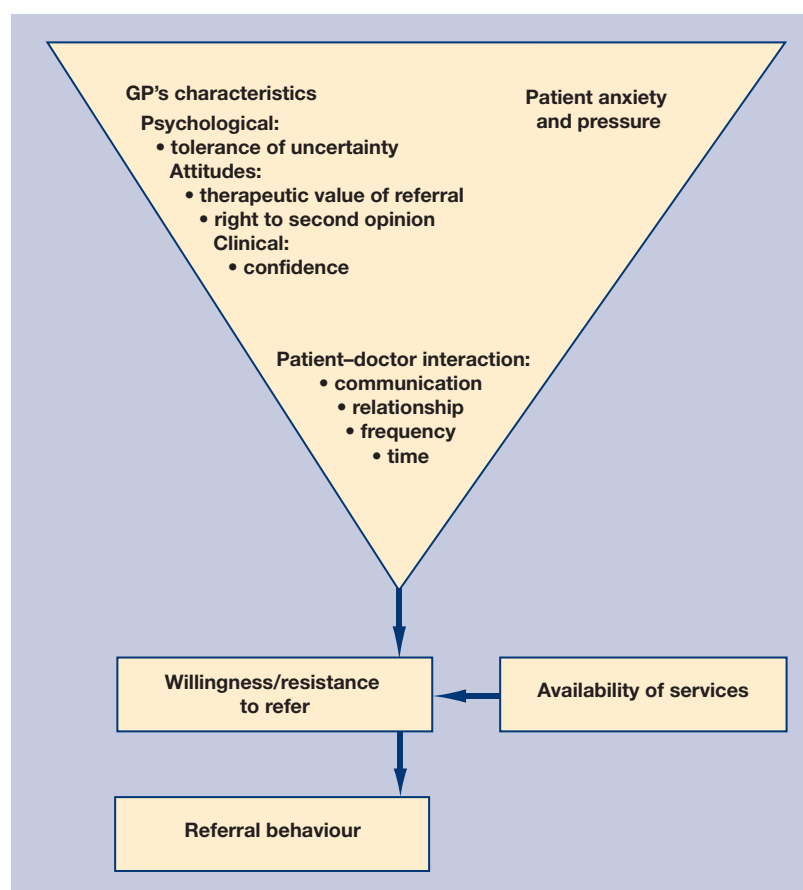 GP's characteristics
Psychological:
• tolerance of uncertainty
Attitudes:
• therapeutic value of referral
• right to second opinion
Clinical:
• confidence
Patient anxiety
and pressure
Patient–doctor interaction:
• communication
• relationship
• frequency
• time
Willingness/resistance
to refer
Availability of services
Referral behaviour